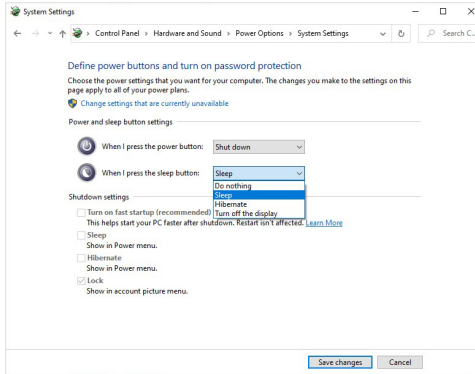 System Settings
Control Panel > Hardware and Sound > Power Options > System Settings
Search C...
Define power buttons and turn on password protection
Choose the power settings that you want for your computer. The changes you make to the settings on this
page apply to all of your power plans.
Change settings that are currently unavailable
Power and sleep button settings
When I press the power button: Shut down
When I press the sleep button: Sleep
Do nothing
Sleep
Hibernate
Turn off the display
Shutdown settings
Turn on fast startup (recommended)
This helps start your PC faster after shutdown. Restart isn't affected. Learn More
Sleep
Show in Power menu.
Hibernate
Show in Power menu.
Lock
Show in account picture menu.
Save changes Cancel